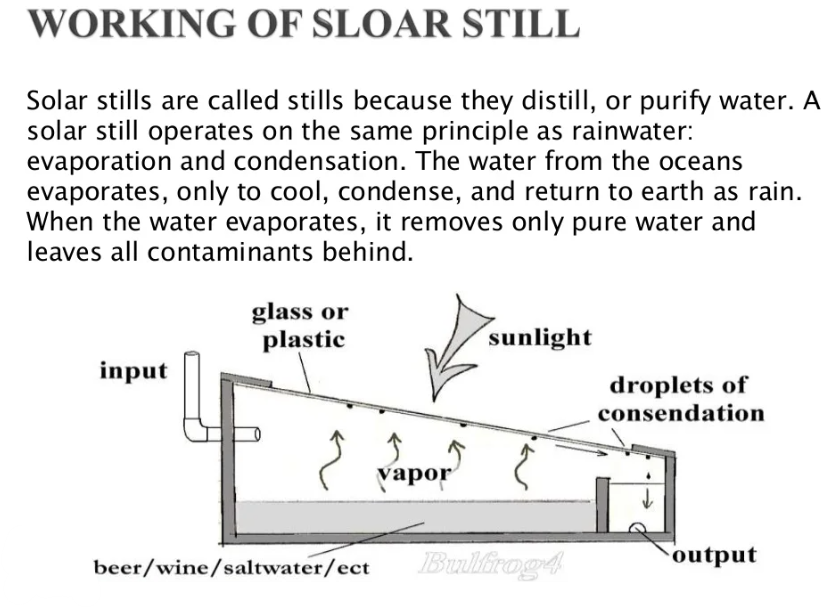 WORKING OF SLOAR STILL
Solar stills are called stills because they distill, or purify water. A
solar still operates on the same principle as rainwater:
evaporation and condensation. The water from the oceans
evaporates, only to cool, condense, and return to earth as rain.
When the water evaporates, it removes only pure water and
leaves all contaminants behind.
glass or
plastic
sunlight
input
droplets of
consendation
vapor
output
beer/wine/saltwater/ect
Bulfrog4